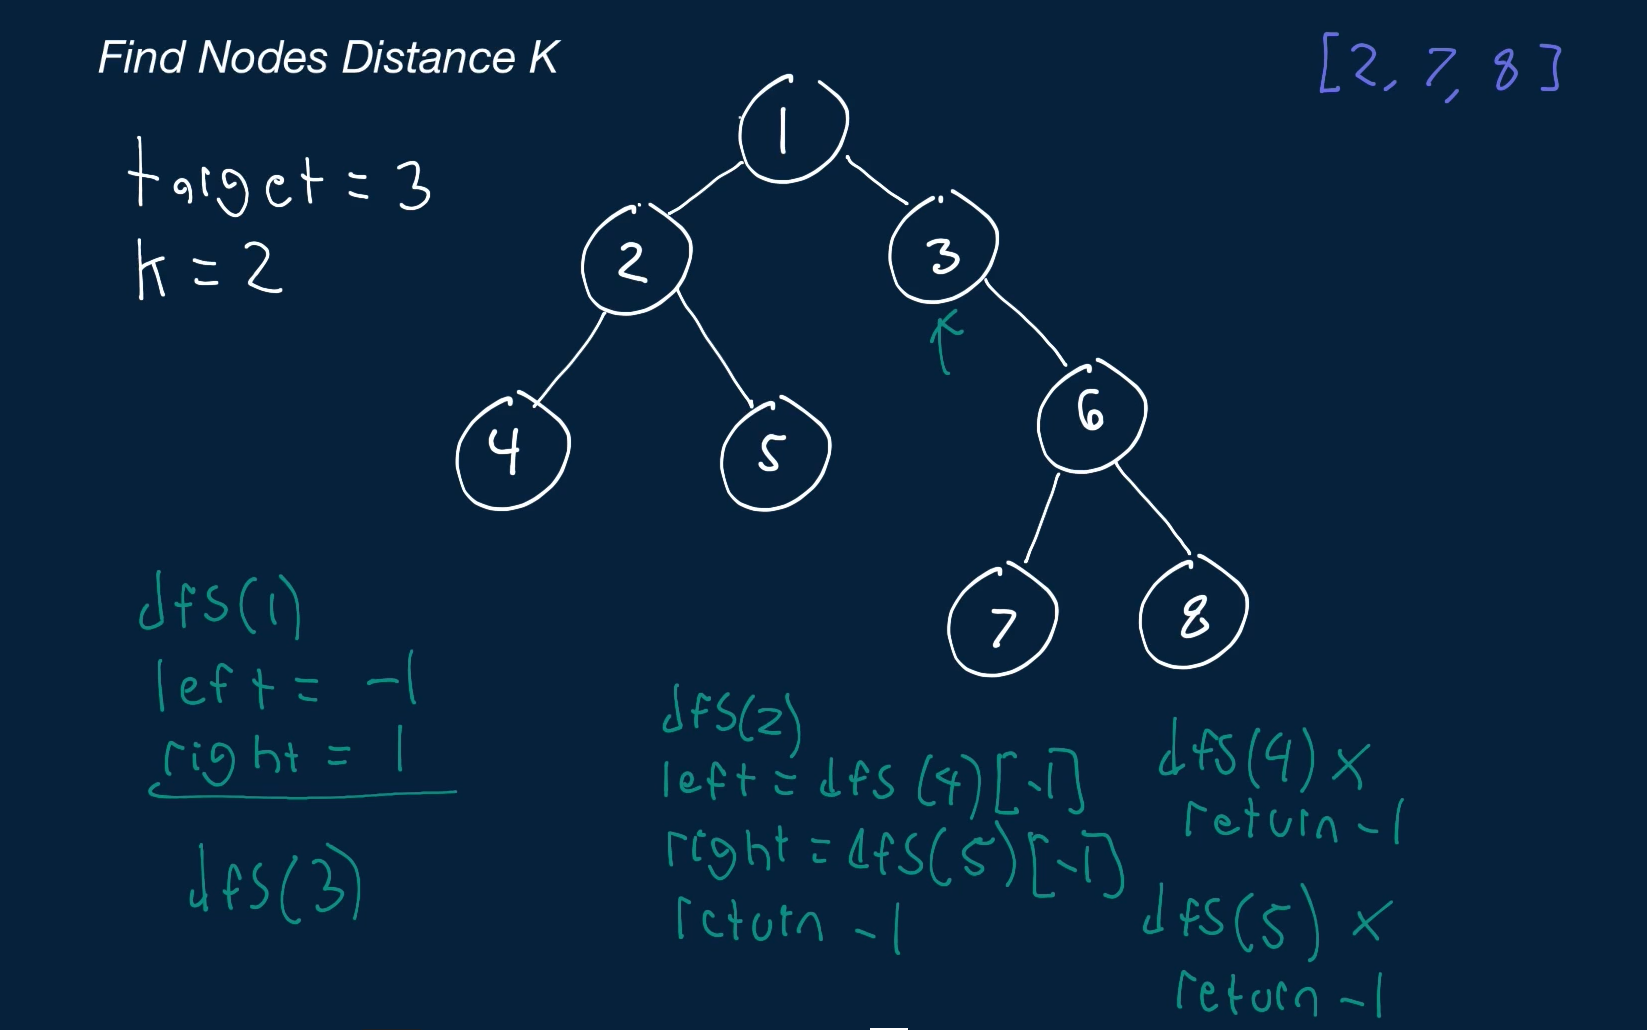 Find Nodes Distance K
[2, 7, 8]
target = 3
k = 2
1
2
3
4
5
6
7
8
dfs(1)
left = -1
right = 1
dfs(3)
dfs(2)
left = dfs(4)[-1]
right = dfs(5)[-1]
return -1
dfs(4) x
return -1
dfs(5) x
return -1